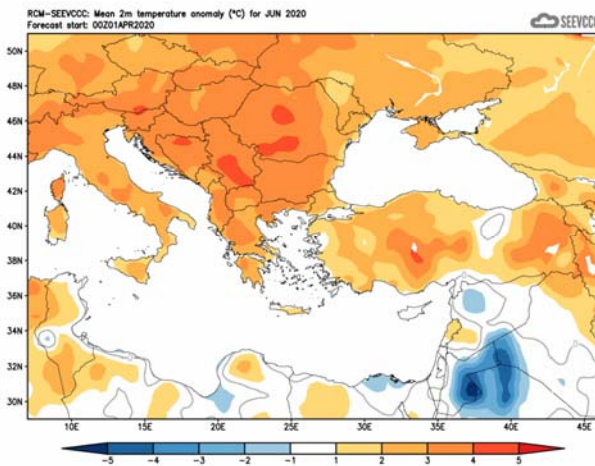 RCM-SEEVCCC: Mean 2m temperature anomaly (°C) for JUN 2020
Forecast start: 00Z01APR2020
SEEVCCC
50N
48N
46N
44N
42N
40N
38N
36N
34N
32N
30N
10E 15E 20E 25E 30E 35E 40E 45E
-5 -4 -3 -2 -1 1 2 3 4 5